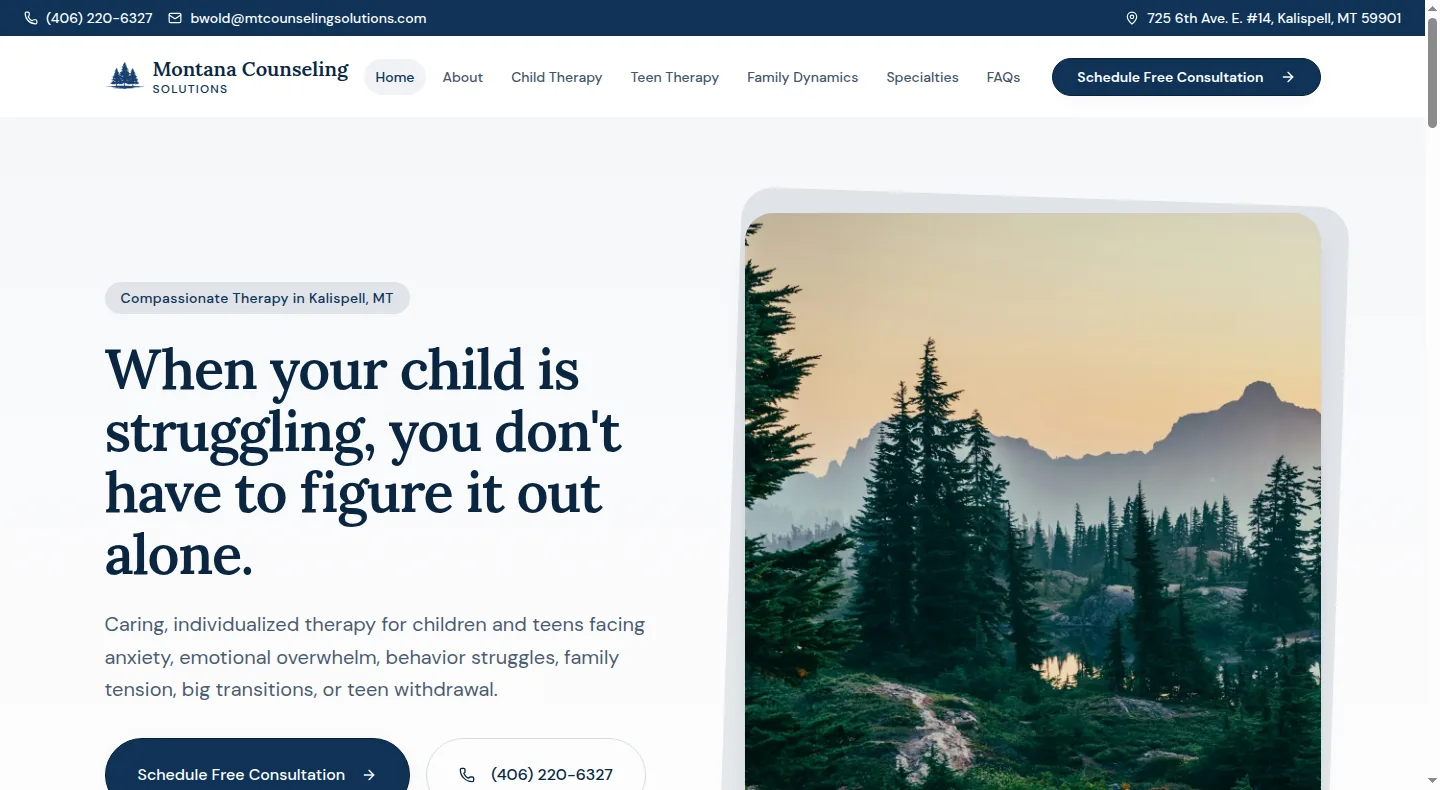 (406) 220-6327
bwold@mtcounselingsolutions.com
725 6th Ave. E. #14, Kalispell, MT 59901
Montana Counseling
SOLUTIONS
Home
About
Child Therapy
Teen Therapy
Family Dynamics
Specialties
FAQs
Schedule Free Consultation
Compassionate Therapy in Kalispell, MT
When your child is
struggling, you don't
have to figure it out
alone.
Caring, individualized therapy for children and teens facing
anxiety, emotional overwhelm, behavior struggles, family
tension, big transitions, or teen withdrawal.
Schedule Free Consultation
(406) 220-6327